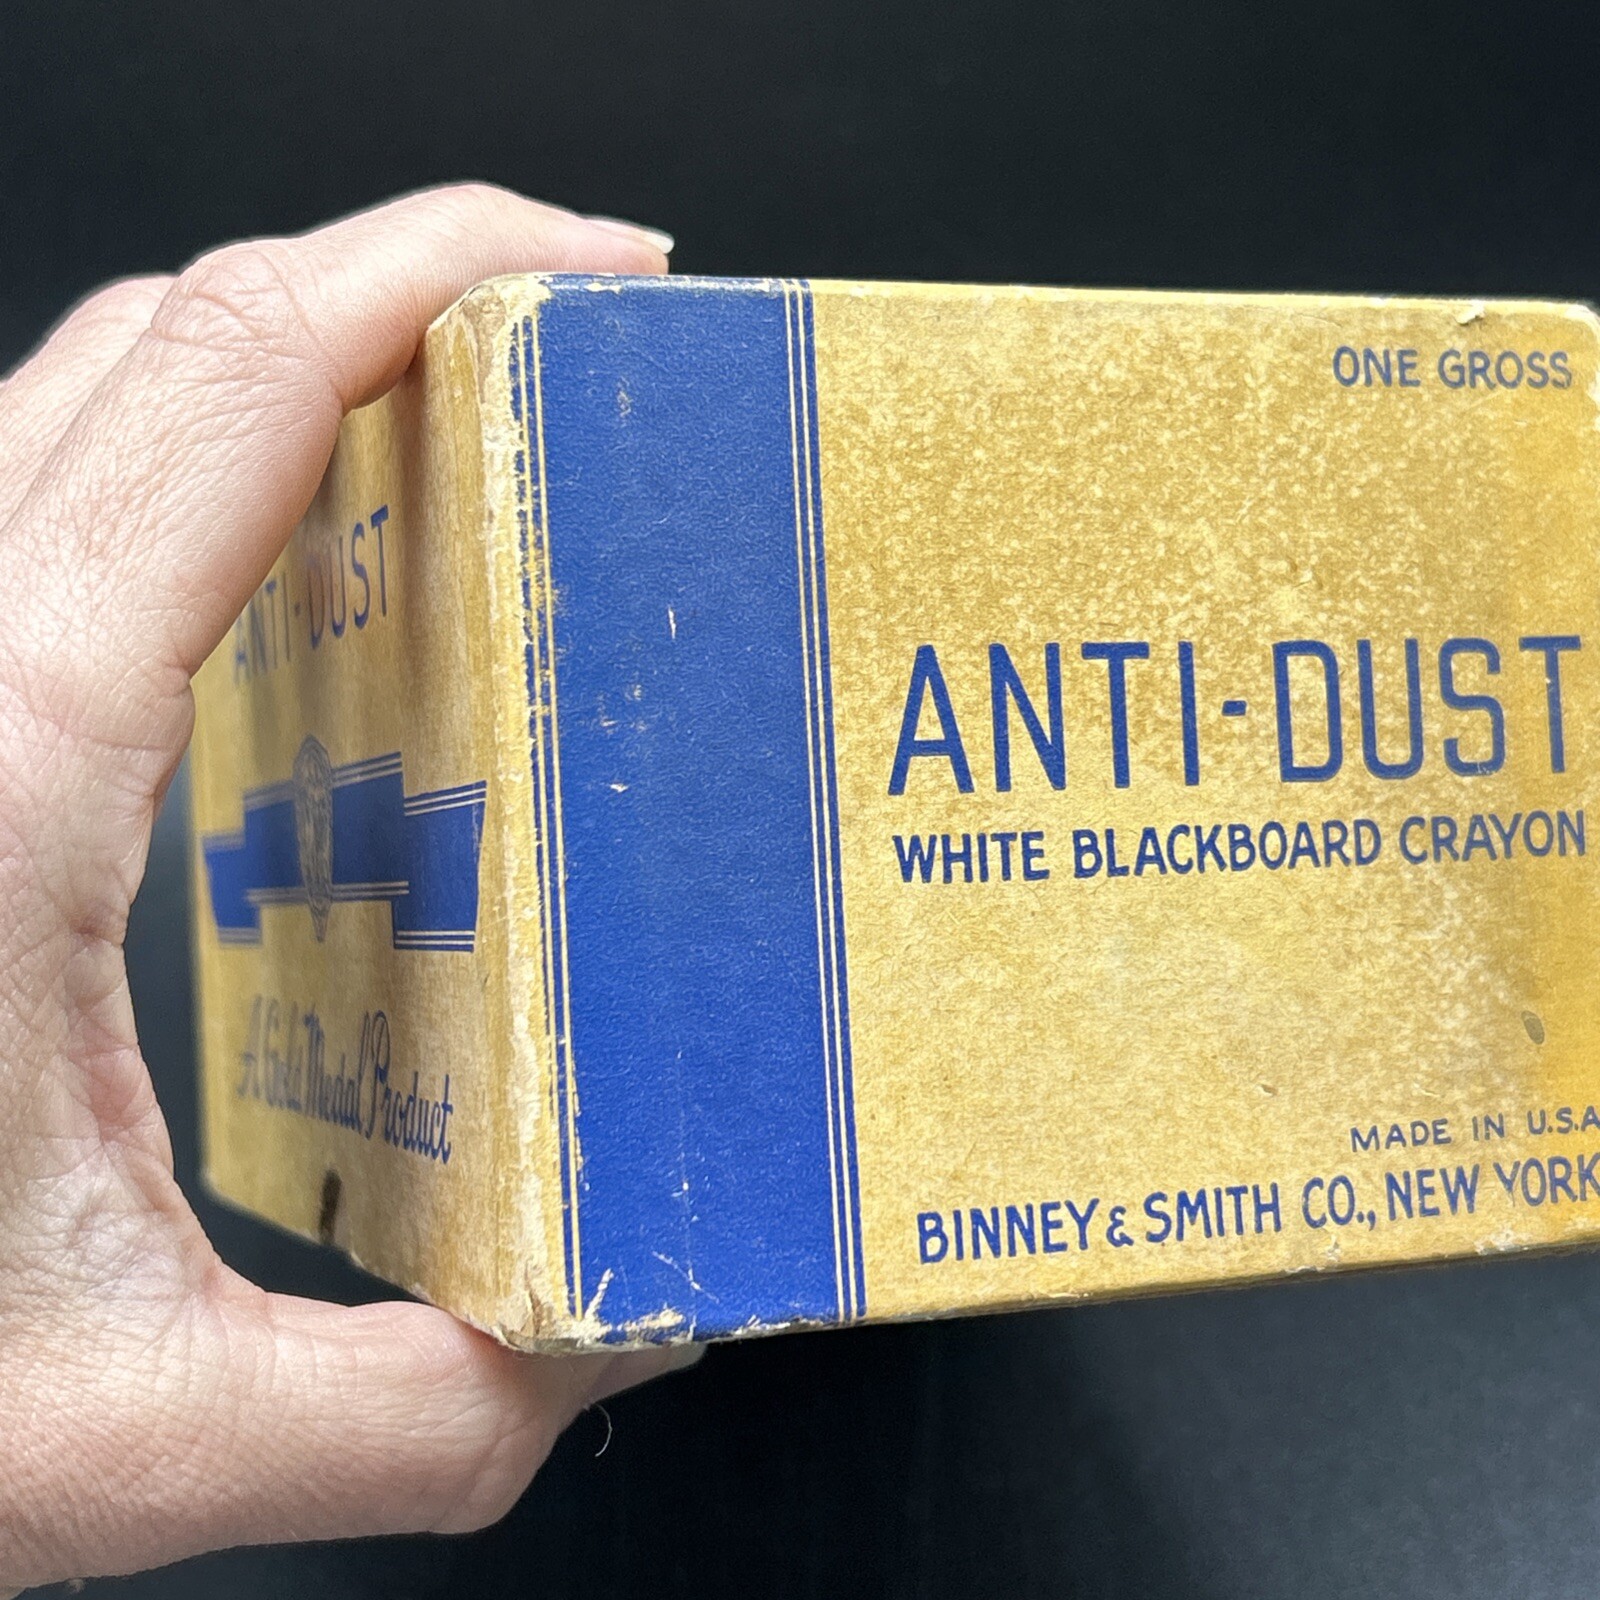 ANTI-DUST
A Gold Medal Product
ONE GROSS
ANTI-DUST
WHITE BLACKBOARD CRAYON
MADE IN U.S.A
BINNEY & SMITH CO., NEW YORK